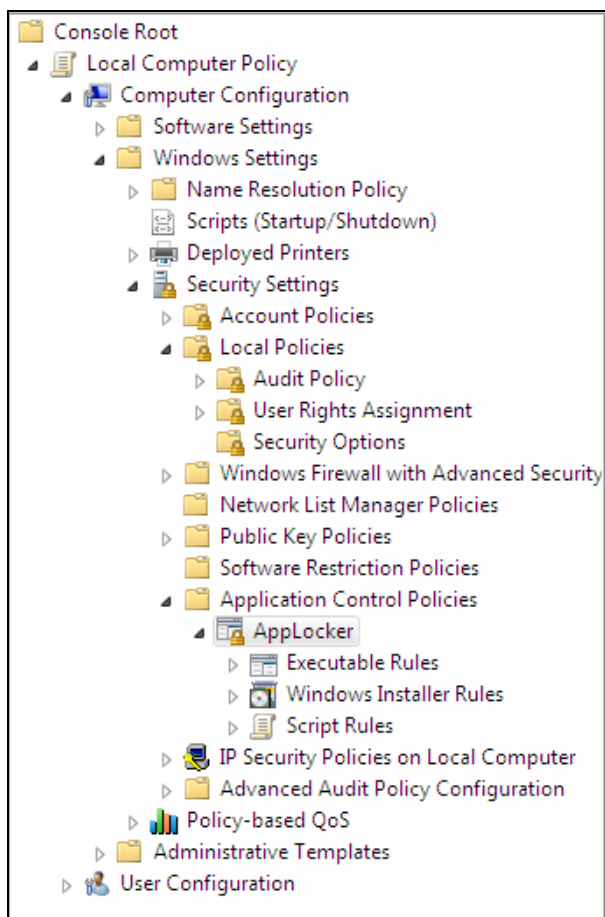 Console Root
Local Computer Policy
Computer Configuration
Software Settings
Windows Settings
Name Resolution Policy
Scripts (Startup/Shutdown)
Deployed Printers
Security Settings
Account Policies
Local Policies
Audit Policy
User Rights Assignment
Security Options
Windows Firewall with Advanced Security
Network List Manager Policies
Public Key Policies
Software Restriction Policies
Application Control Policies
AppLocker
Executable Rules
Windows Installer Rules
Script Rules
IP Security Policies on Local Computer
Advanced Audit Policy Configuration
Policy-based QoS
Administrative Templates
User Configuration